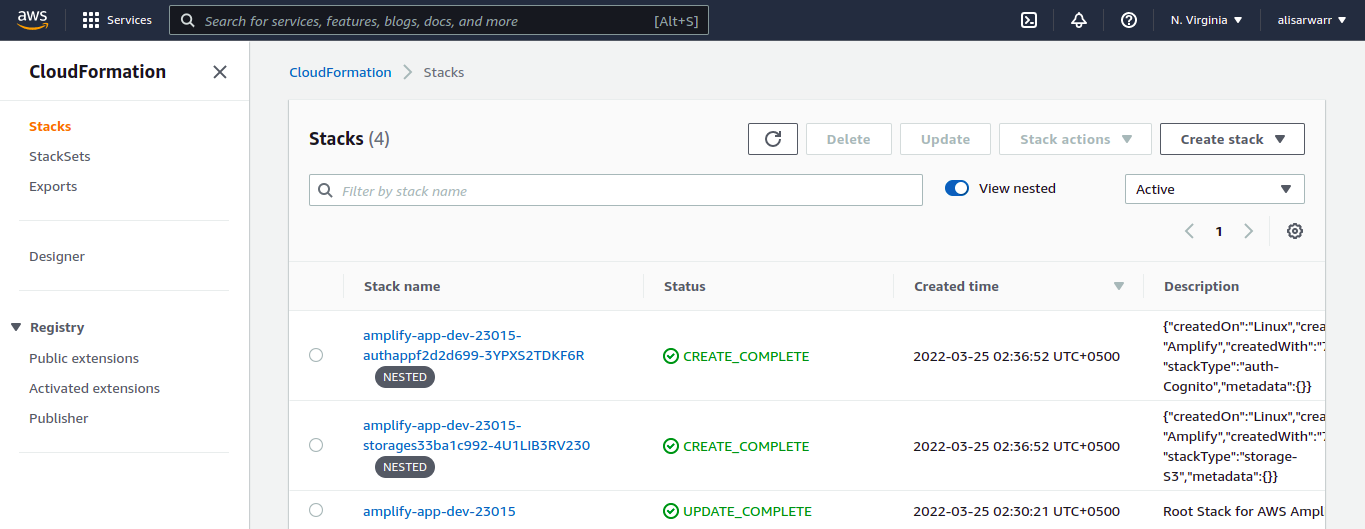 aws
Services
Search for services, features, blogs, docs, and more [Alt+S]
N. Virginia
alisarwarr
CloudFormation
Stacks
StackSets
Exports
Designer
Registry
Public extensions
Activated extensions
Publisher
CloudFormation > Stacks
Stacks (4)
Delete
Update
Stack actions
Create stack
Filter by stack name
View nested
Active
1
Stack name Status Created time Description
amplify-app-dev-23015-
authappf2d2d699-3YPXS2TDKF6R
NESTED
CREATE_COMPLETE
2022-03-25 02:36:52 UTC+0500
{"createdOn":"Linux","crea
"Amplify","createdWith":"7
"stackType":"auth-
Cognito","metadata":{}}
amplify-app-dev-23015-
storages33ba1c992-4U1LIB3RV230
NESTED
CREATE_COMPLETE
2022-03-25 02:36:52 UTC+0500
{"createdOn":"Linux","crea
"Amplify","createdWith":"7
"stackType":"storage-
S3","metadata":{}}
amplify-app-dev-23015
UPDATE_COMPLETE
2022-03-25 02:30:21 UTC+0500
Root Stack for AWS Ampl